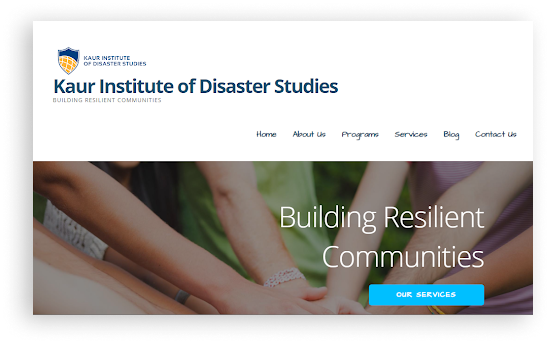 KAUR INSTITUTE
OF DISASTER STUDIES
Kaur Institute of Disaster Studies
BUILDING RESILIENT COMMUNITIES
Home About Us Programs Services Blog Contact Us
Building Resilient
Communities
OUR SERVICES